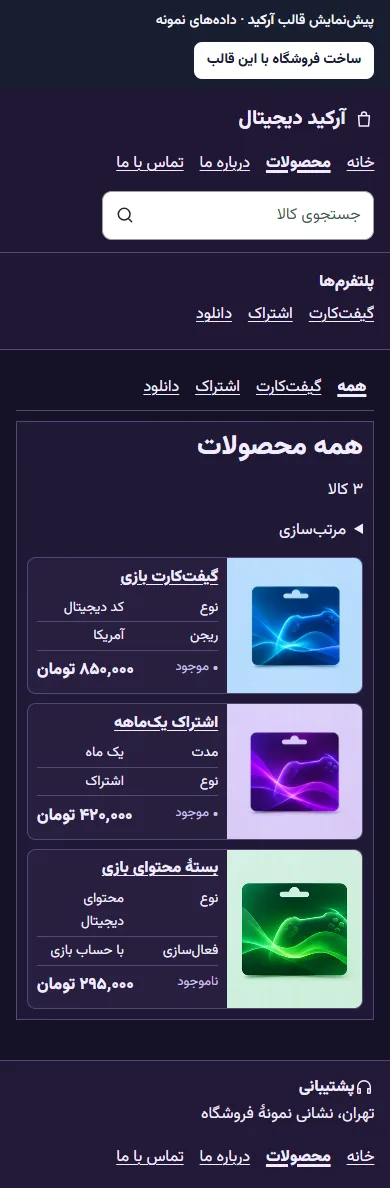 پیش‌نمایش قالب آرکید · داده‌های نمونه
ساخت فروشگاه با این قالب
آرکید دیجیتال
خانه محصولات درباره ما تماس با ما
جستجوی کالا
پلتفرم‌ها
گیفت‌کارت اشتراک دانلود
همه گیفت‌کارت اشتراک دانلود
همه محصولات
۳ کالا
مرتب‌سازی
گیفت‌کارت بازی
نوع کد دیجیتال
ریجن آمریکا
موجود ۸۵۰,۰۰۰ تومان
اشتراک یک‌ماهه
مدت یک ماه
نوع اشتراک
موجود ۴۲۰,۰۰۰ تومان
بستهٔ محتوای بازی
نوع محتوای
دیجیتال
فعال‌سازی با حساب بازی
ناموجود ۲۹۵,۰۰۰ تومان
پشتیبانی
تهران، نشانی نمونهٔ فروشگاه
خانه محصولات درباره ما تماس با ما